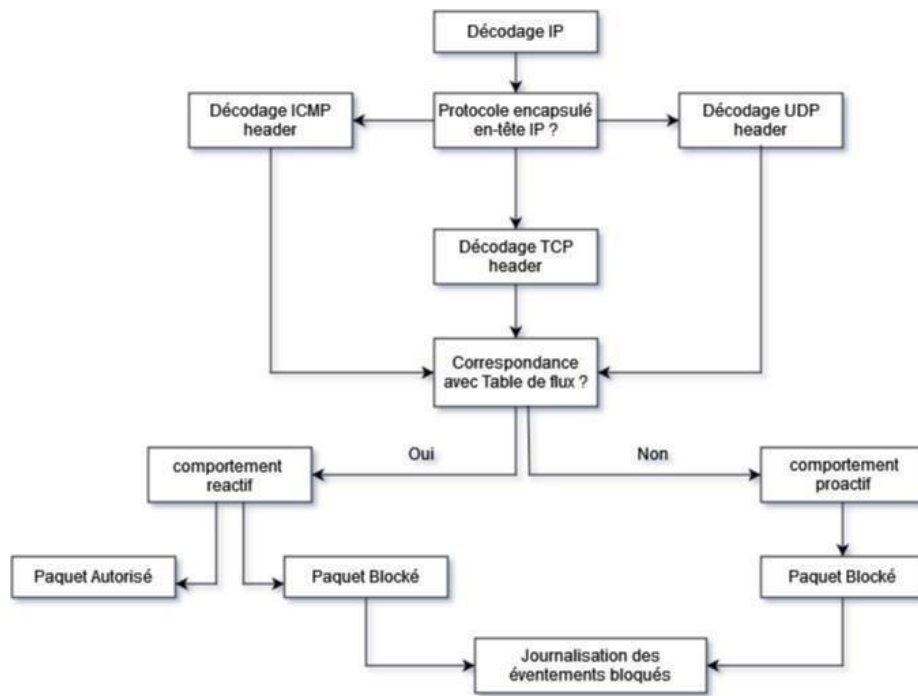 Décodage IP
Décodage ICMP
header
Protocole encapsulé
en-tête IP ?
Décodage UDP
header
Décodage TCP
header
Correspondance
avec Table de flux ?
Oui
Non
comportement
reactif
comportement
proactif
Paquet Autorisé
Paquet Blocké
Paquet Blocké
Journalisation des
éventements bloqués